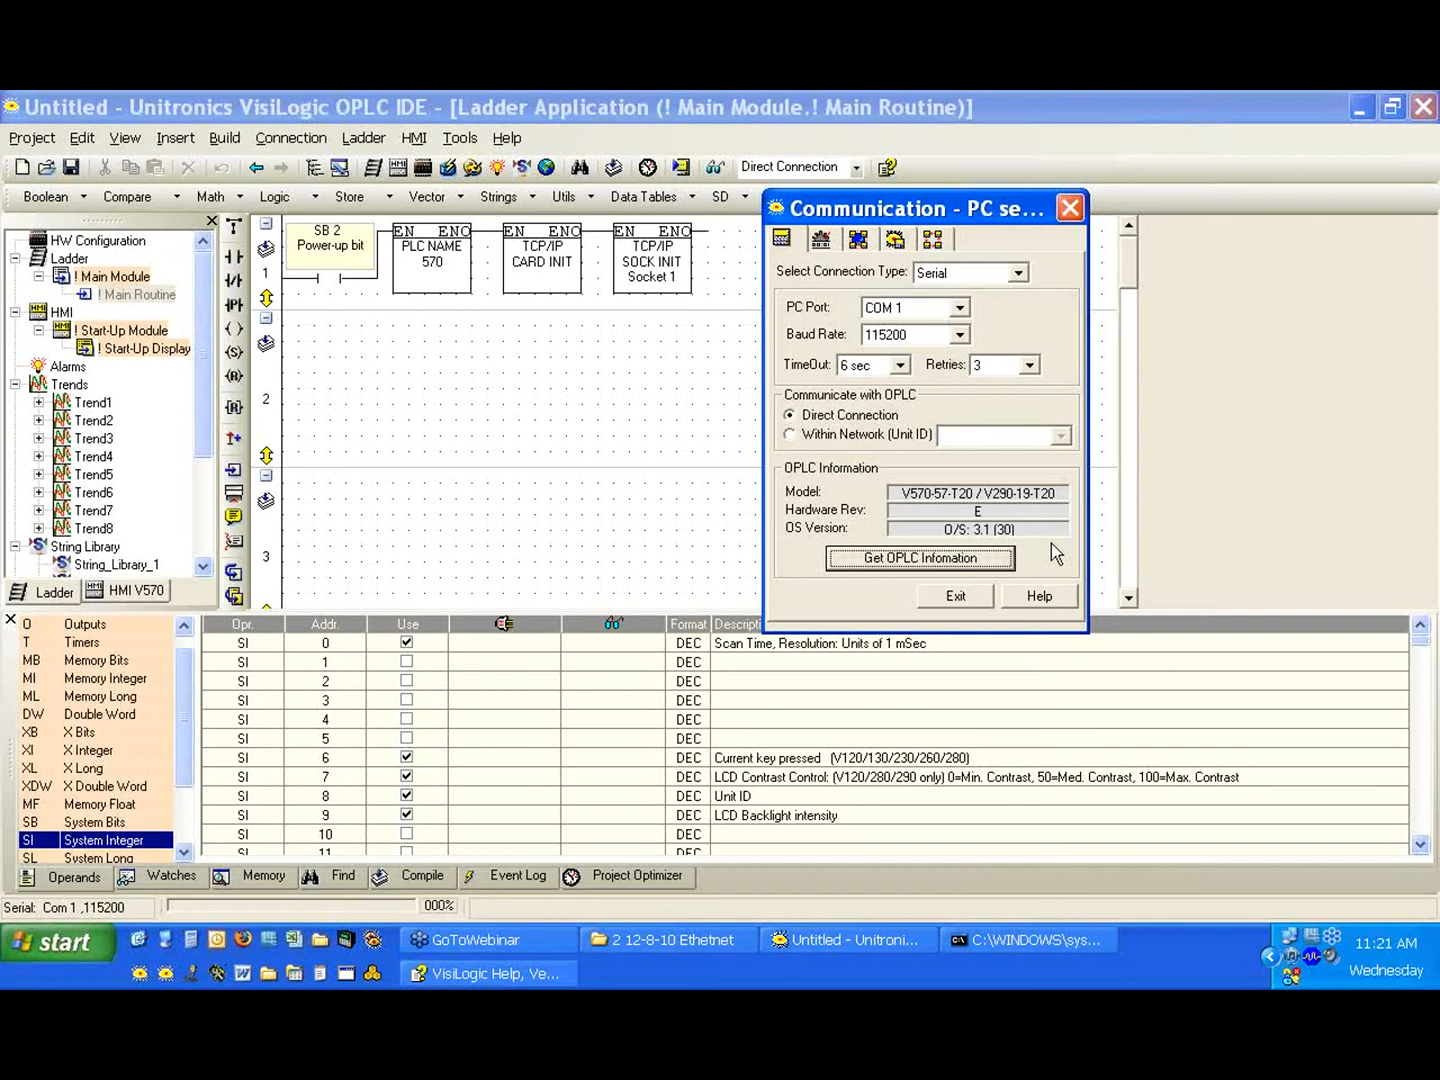 Untitled - Unitronics VisiLogic OPLC IDE - [Ladder Application (! Main Module.! Main Routine)]
Project Edit View Insert Build Connection Ladder HMI Tools Help
Direct Connection
Boolean Compare Math Logic Store Vector Strings Utils Data Tables SD
HW Configuration
Ladder
! Main Module
! Main Routine
HMI
! Start-Up Module
! Start-Up Display
Alarms
Trends
Trend1
Trend2
Trend3
Trend4
Trend5
Trend6
Trend7
Trend8
String Library
String_Library_1
Ladder HMI V570
1
2
3
SB 2
Power-up bit
EN ENO
PLC NAME
570
EN ENO
TCP/IP
CARD INIT
EN ENO
TCP/IP
SOCK INIT
Socket 1
Communication - PC se...
Select Connection Type: Serial
PC Port: COM 1
Baud Rate: 115200
TimeOut: 6 sec Retries: 3
Communicate with OPLC
Direct Connection
Within Network (Unit ID)
OPLC Information
Model: V570-57-T20 / V290-19-T20
Hardware Rev: E
OS Version: O/S: 3.1 (30)
Get OPLC Infomation
Exit Help
O Outputs
T Timers
MB Memory Bits
MI Memory Integer
ML Memory Long
DW Double Word
XB X Bits
XI X Integer
XL X Long
XDW X Double Word
MF Memory Float
SB System Bits
SI System Integer
SL System Long
Opr. Addr. Use Format Descripti
SI 0 DEC Scan Time, Resolution: Units of 1 mSec
SI 1 DEC
SI 2 DEC
SI 3 DEC
SI 4 DEC
SI 5 DEC
SI 6 DEC Current key pressed (V120/130/230/260/280)
SI 7 DEC LCD Contrast Control: (V120/280/290 only) 0=Min. Contrast, 50=Med. Contrast, 100=Max. Contrast
SI 8 DEC Unit ID
SI 9 DEC LCD Backlight intensity
SI 10 DEC
SI 11 DEC
Operands Watches Memory Find Compile Event Log Project Optimizer
Serial: Com 1 ,115200 000%
start
GoToWebinar 2 12-8-10 Ethetnet Untitled - Unitroni... C:\WINDOWS\sys...
VisiLogic Help, Ve...
11:21 AM
Wednesday